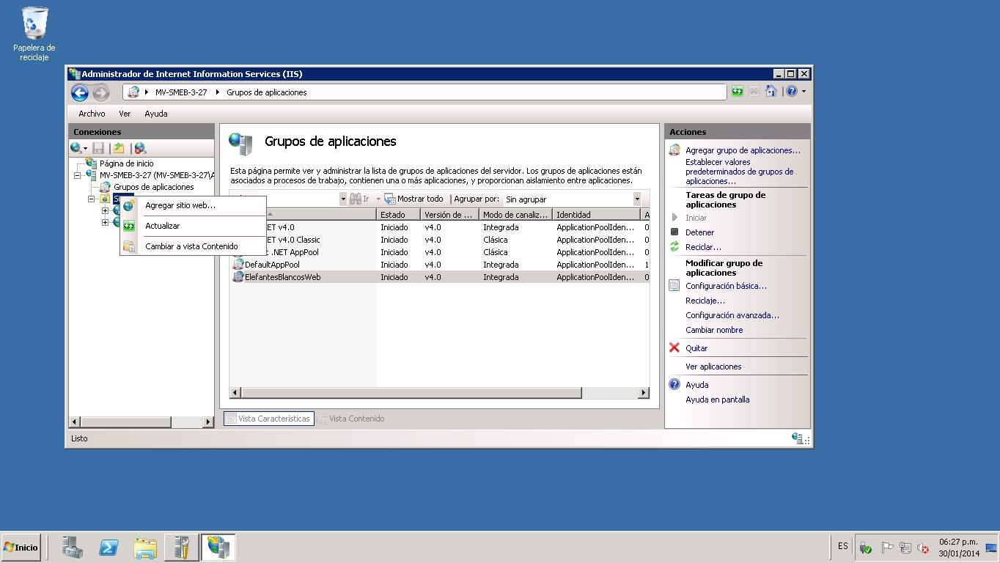 Papelera de
reciclaje
Administrador de Internet Information Services (IIS)
MV-SMEB-3-27
Grupos de aplicaciones
Archivo
Ver
Ayuda
Conexiones
Página de inicio
MV-SMEB-3-27 (MV-SMEB-3-27\A
Grupos de aplicaciones
Si
Agregar sitio web...
Actualizar
Cambiar a vista Contenido
Grupos de aplicaciones
Esta página permite ver y administrar la lista de grupos de aplicaciones del servidor. Los grupos de aplicaciones están
asociados a procesos de trabajo, contienen una o más aplicaciones, y proporcionan aislamiento entre aplicaciones.
Ir
Mostrar todo
Agrupar por:
Sin agrupar
Estado Versión de ... Modo de canaliz... Identidad A
ET v4.0 Iniciado v4.0 Integrada ApplicationPoolIden... 0
ET v4.0 Classic Iniciado v4.0 Clásica ApplicationPoolIden... 0
.NET AppPool Iniciado v4.0 Clásica ApplicationPoolIden... 0
DefaultAppPool Iniciado v4.0 Integrada ApplicationPoolIden... 1
ElefantesBlancosWeb Iniciado v4.0 Integrada ApplicationPoolIden... 0
Vista Características
Vista Contenido
Acciones
Agregar grupo de aplicaciones...
Establecer valores
predeterminados de grupos de
aplicaciones...
Tareas de grupo de
aplicaciones
Iniciar
Detener
Reciclar...
Modificar grupo de
aplicaciones
Configuración básica...
Reciclaje...
Configuración avanzada...
Cambiar nombre
Quitar
Ver aplicaciones
Ayuda
Ayuda en pantalla
Listo
Inicio
ES
06:27 p.m.
30/01/2014